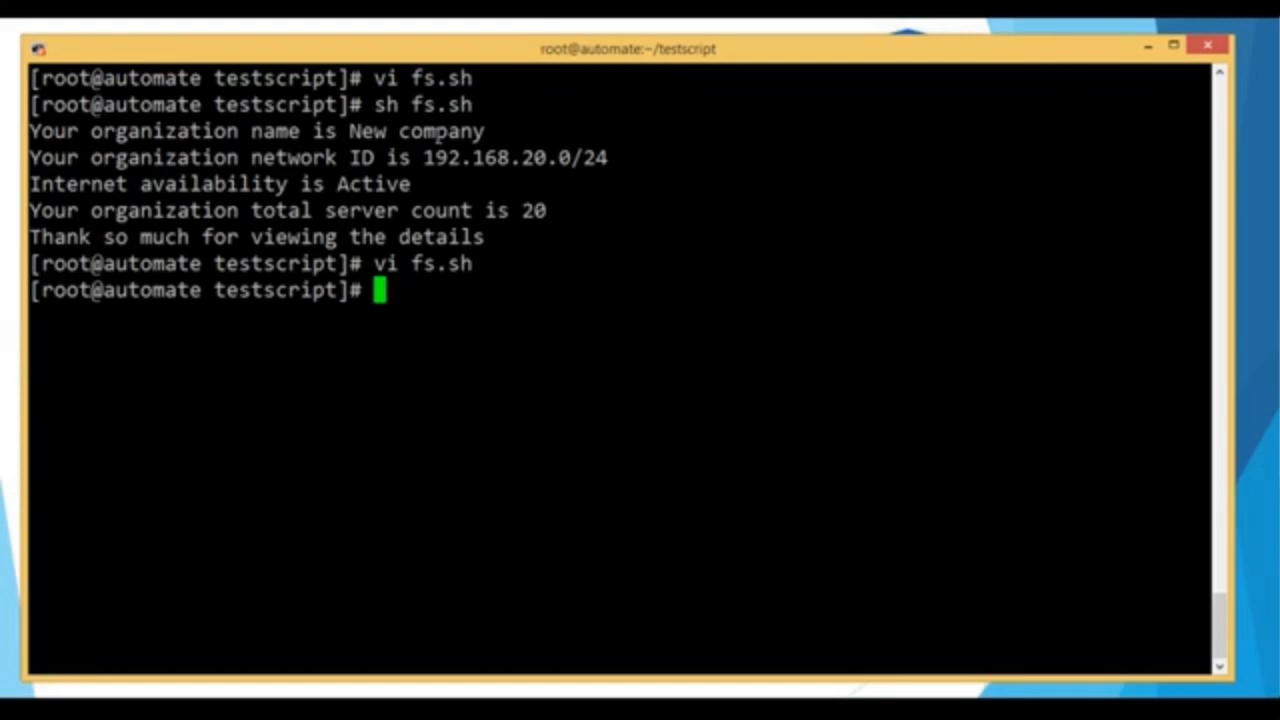 root@automate:~/testscript
[root@automate testscript]# vi fs.sh
[root@automate testscript]# sh fs.sh
Your organization name is New company
Your organization network ID is 192.168.20.0/24
Internet availability is Active
Your organization total server count is 20
Thank so much for viewing the details
[root@automate testscript]# vi fs.sh
[root@automate testscript]#